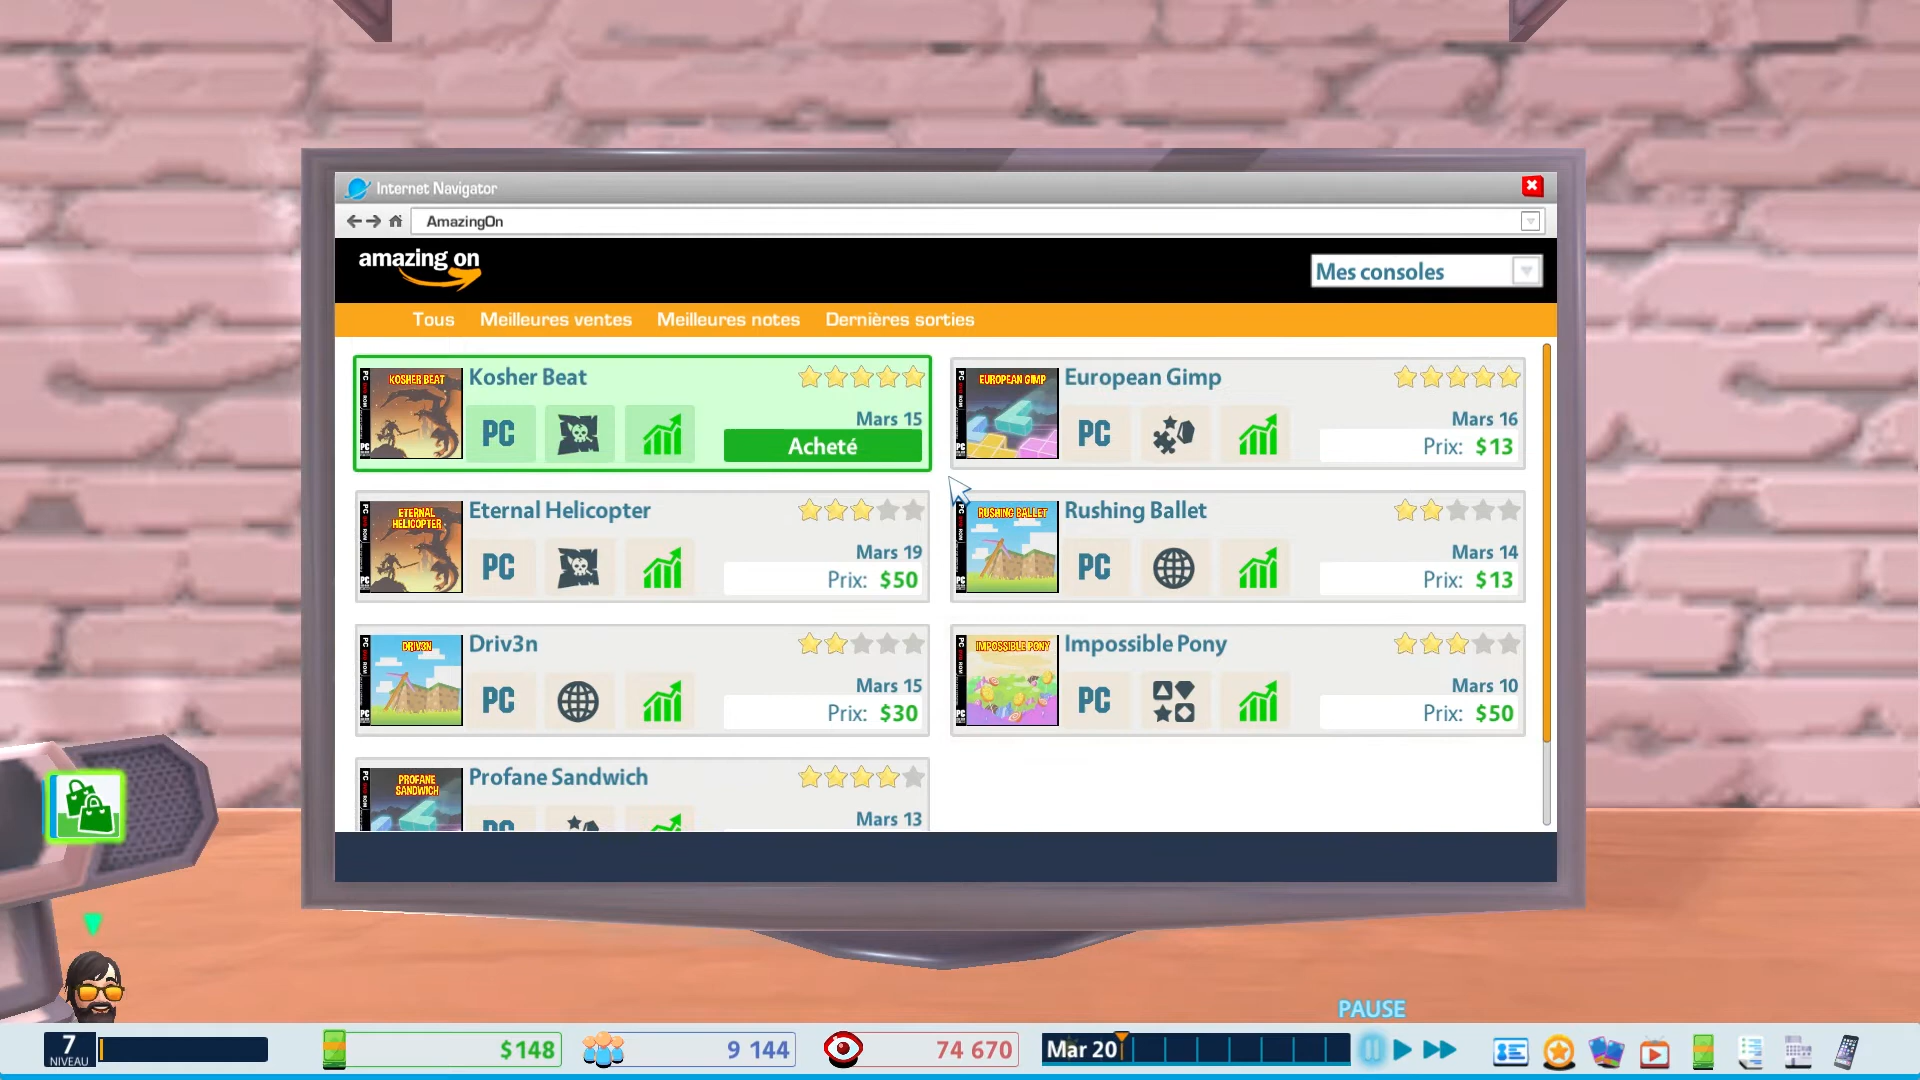 Internet Navigator
AmazingOn
amazing on
Mes consoles
Tous Meilleures ventes Meilleures notes Dernières sorties
KOSHER BEAT
Kosher Beat
PC
Mars 15
Acheté
EUROPEAN GIMP
European Gimp
PC
Mars 16
Prix: $13
ETERNAL
HELICOPTER
Eternal Helicopter
PC
Mars 19
Prix: $50
RUSHING BALLET
Rushing Ballet
PC
Mars 14
Prix: $13
DRIV3N
Driv3n
PC
Mars 15
Prix: $30
IMPOSSIBLE PONY
Impossible Pony
PC
Mars 10
Prix: $50
PROFANE
SANDWICH
Profane Sandwich
PC
Mars 13
PAUSE
7
NIVEAU
$148
9 144
74 670
Mar 20